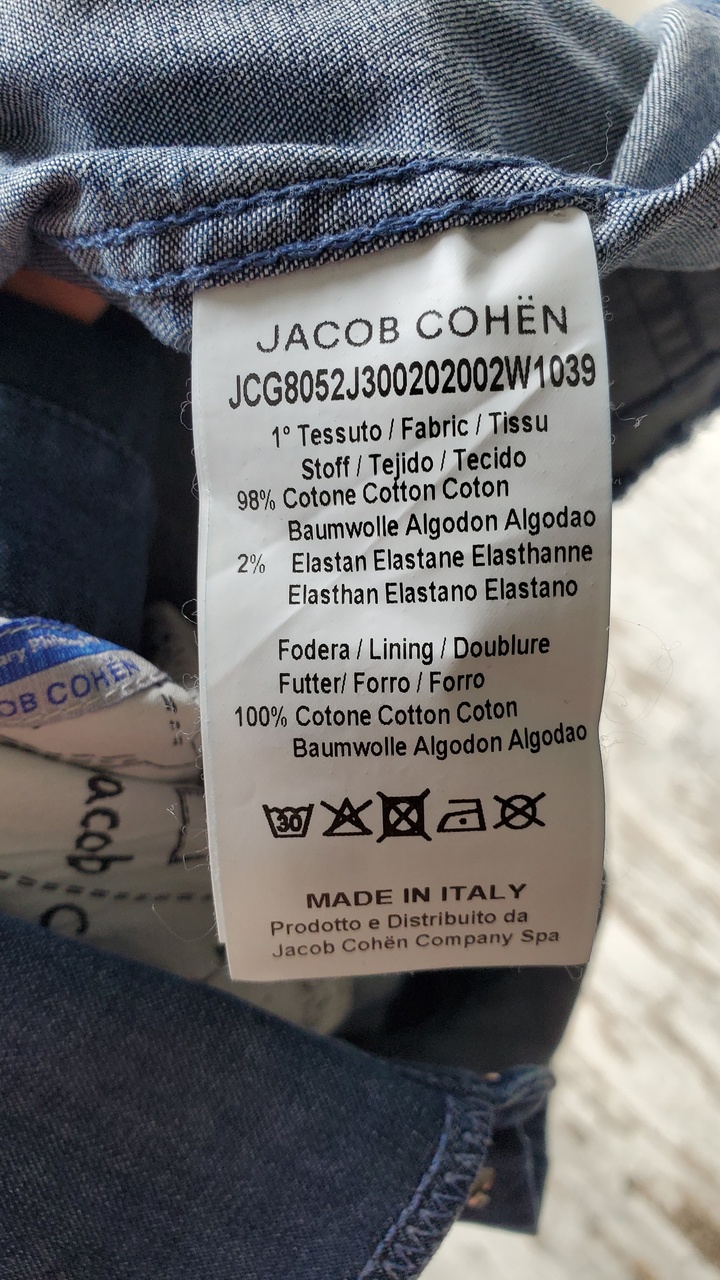 JACOB COHËN
JCG8052J300202002W1039
1° Tessuto / Fabric / Tissu
Stoff / Tejido / Tecido
98% Cotone Cotton Coton
Baumwolle Algodon Algodao
2% Elastan Elastane Elasthanne
Elasthan Elastano Elastano
Fodera / Lining / Doublure
Futter/ Forro / Forro
100% Cotone Cotton Coton
Baumwolle Algodon Algodao
30
MADE IN ITALY
Prodotto e Distribuito da
Jacob Cohën Company Spa
OB COHËN
acob
C